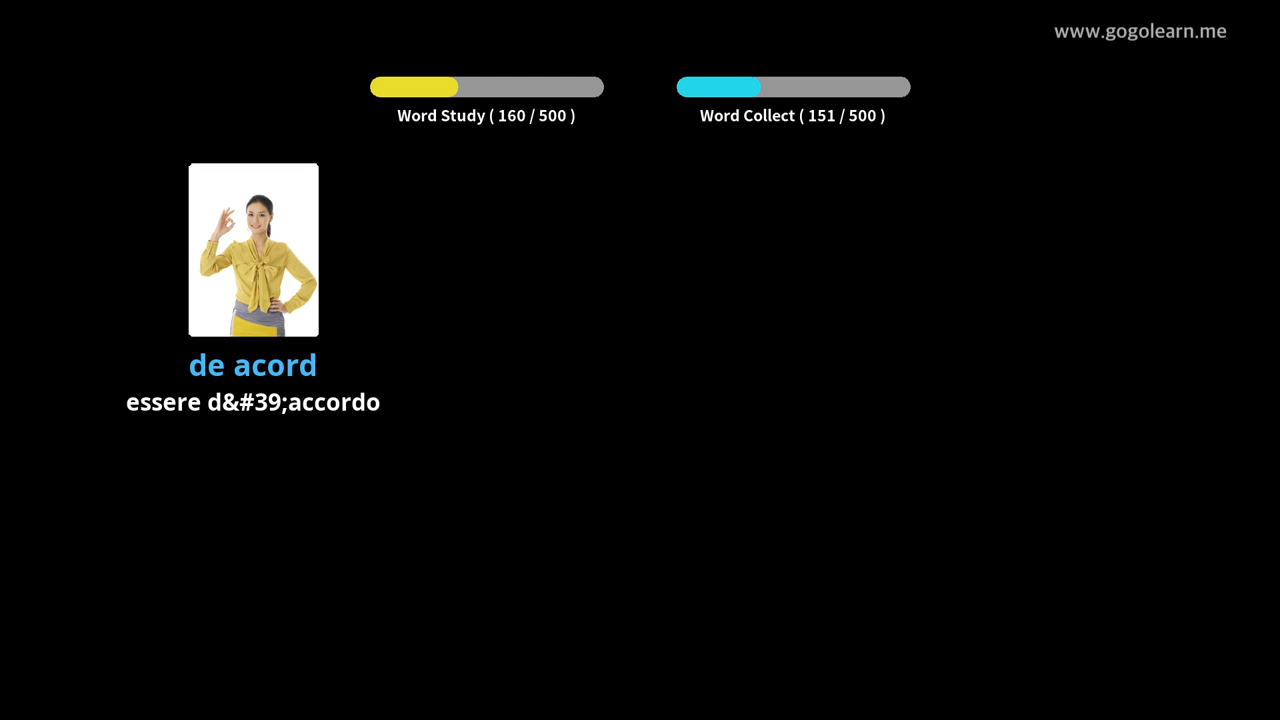 www.gogolearn.me
Word Study ( 160 / 500 )
Word Collect ( 151 / 500 )
de acord
essere d&#39;accordo